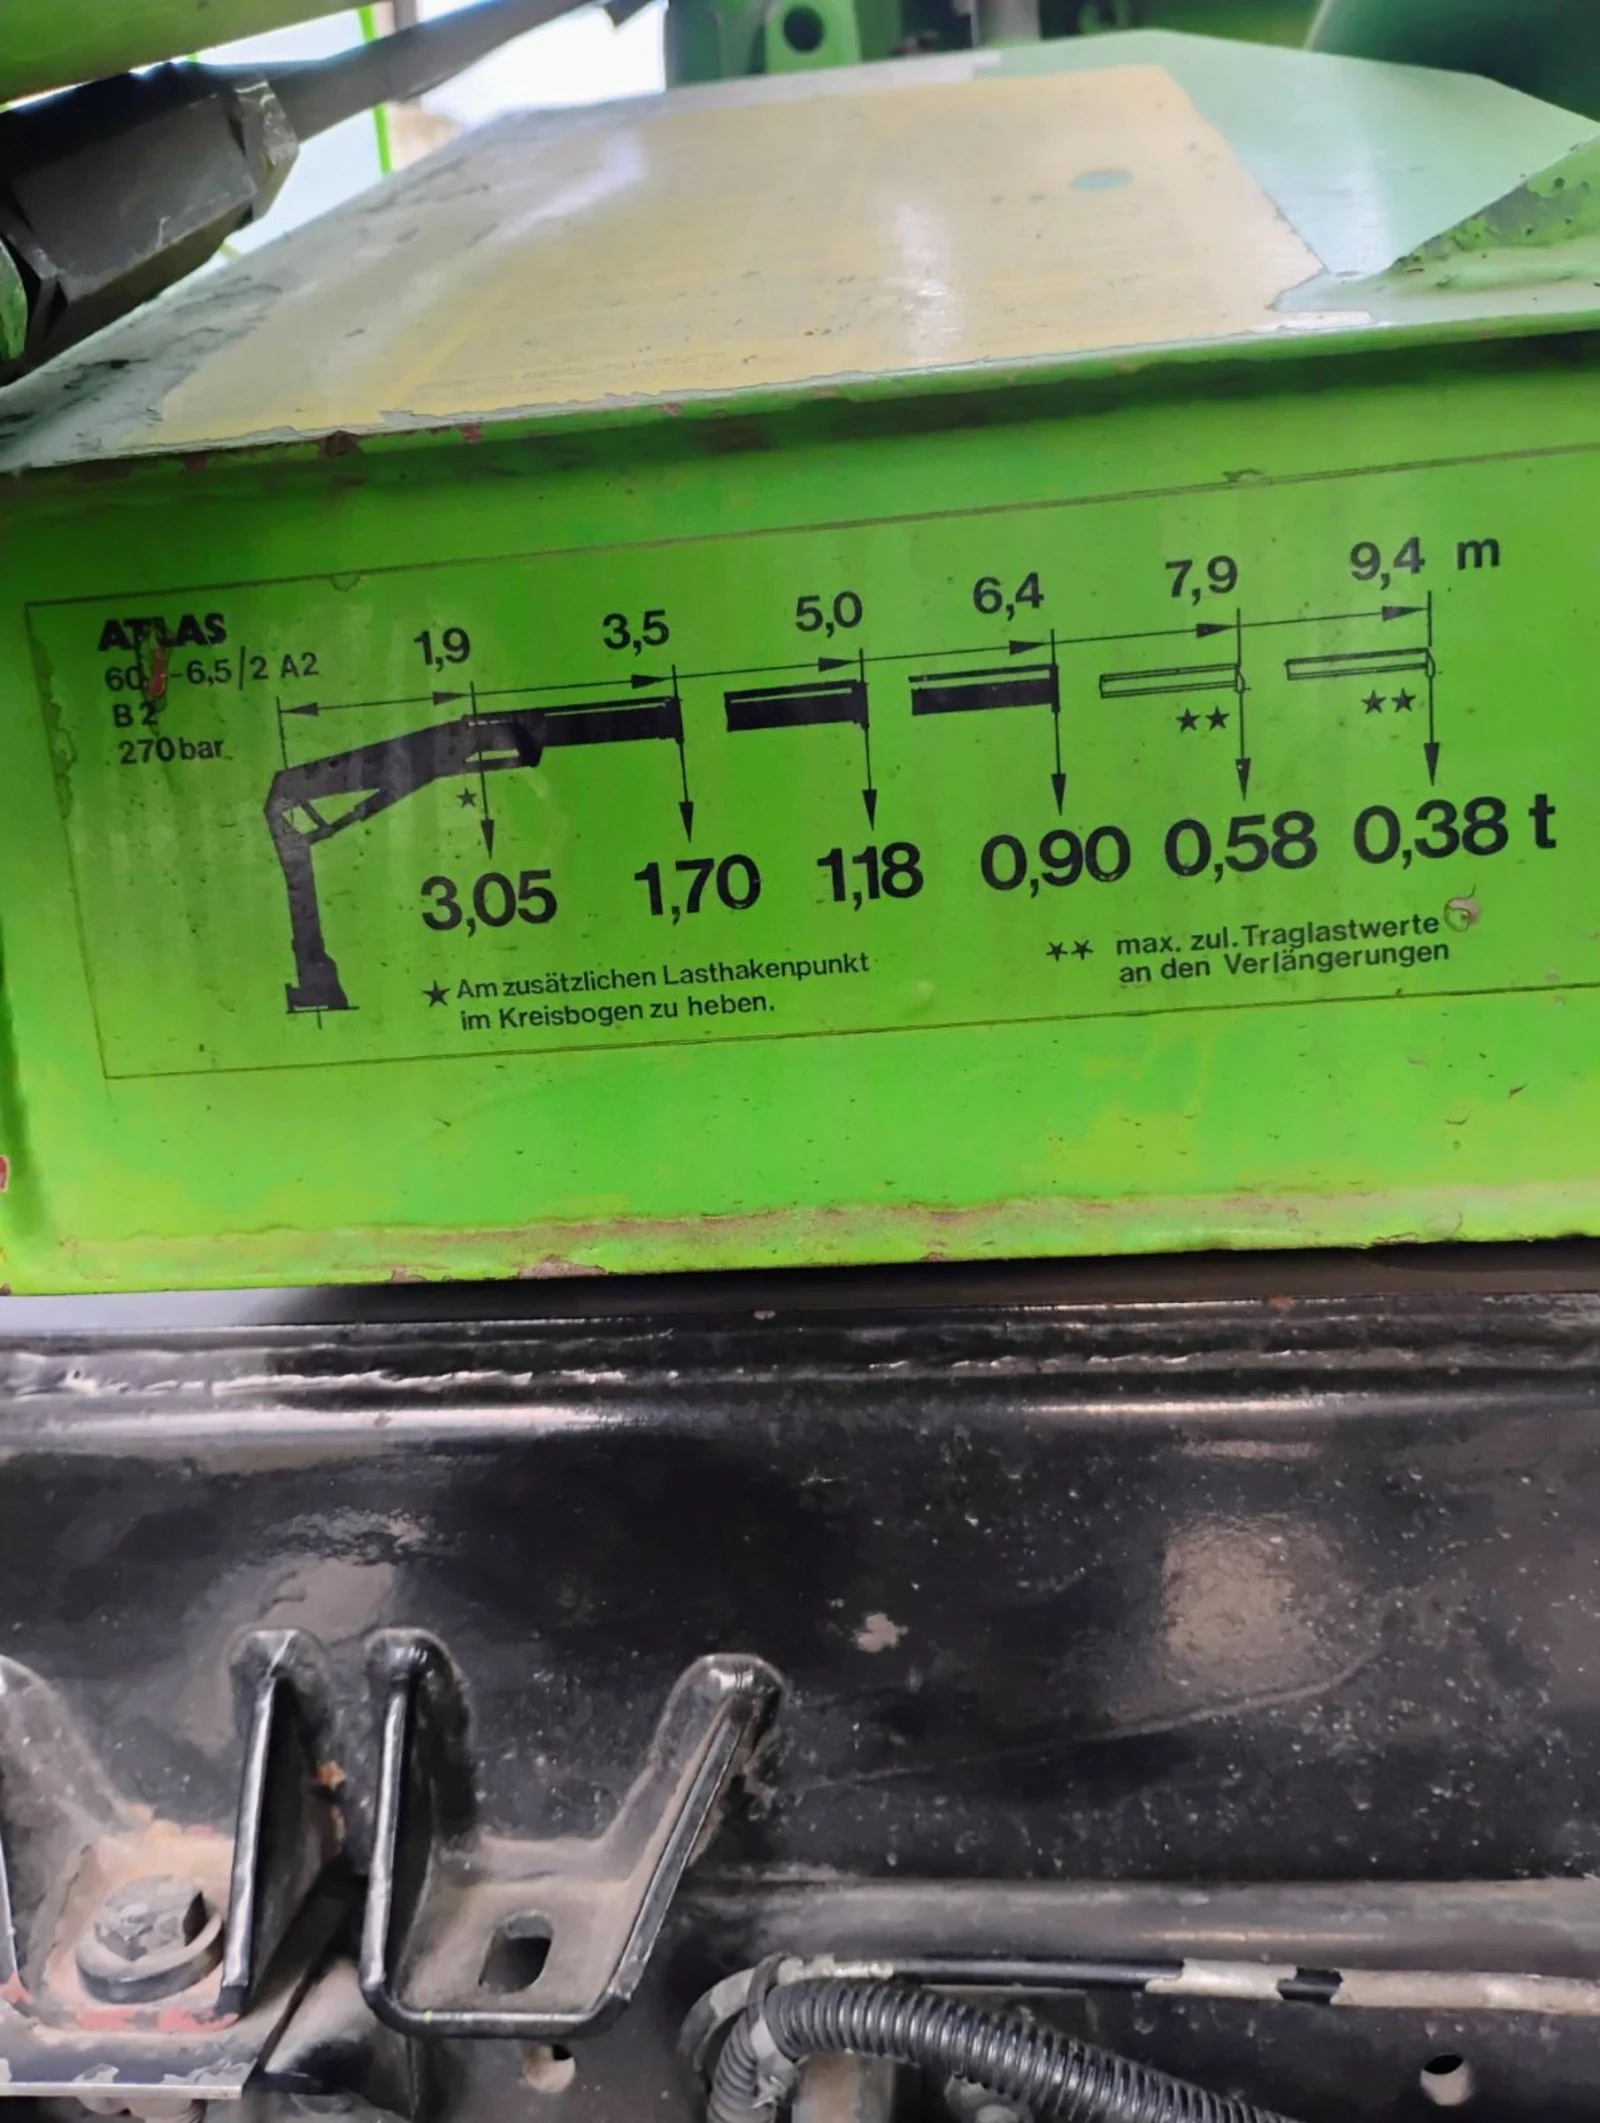 ATLAS
-6,5/2 A2
B2
270 bar
1,9 3,5 5,0 6,4 7,9 9,4 m
★ ★★ ★★
3,05 1,70 1,18 0,90 0,58 0,38 t
★ Am zusätzlichen Lasthakenpunkt
im Kreisbogen zu heben.
★★ max. zul. Traglastwerte
an den Verlängerungen